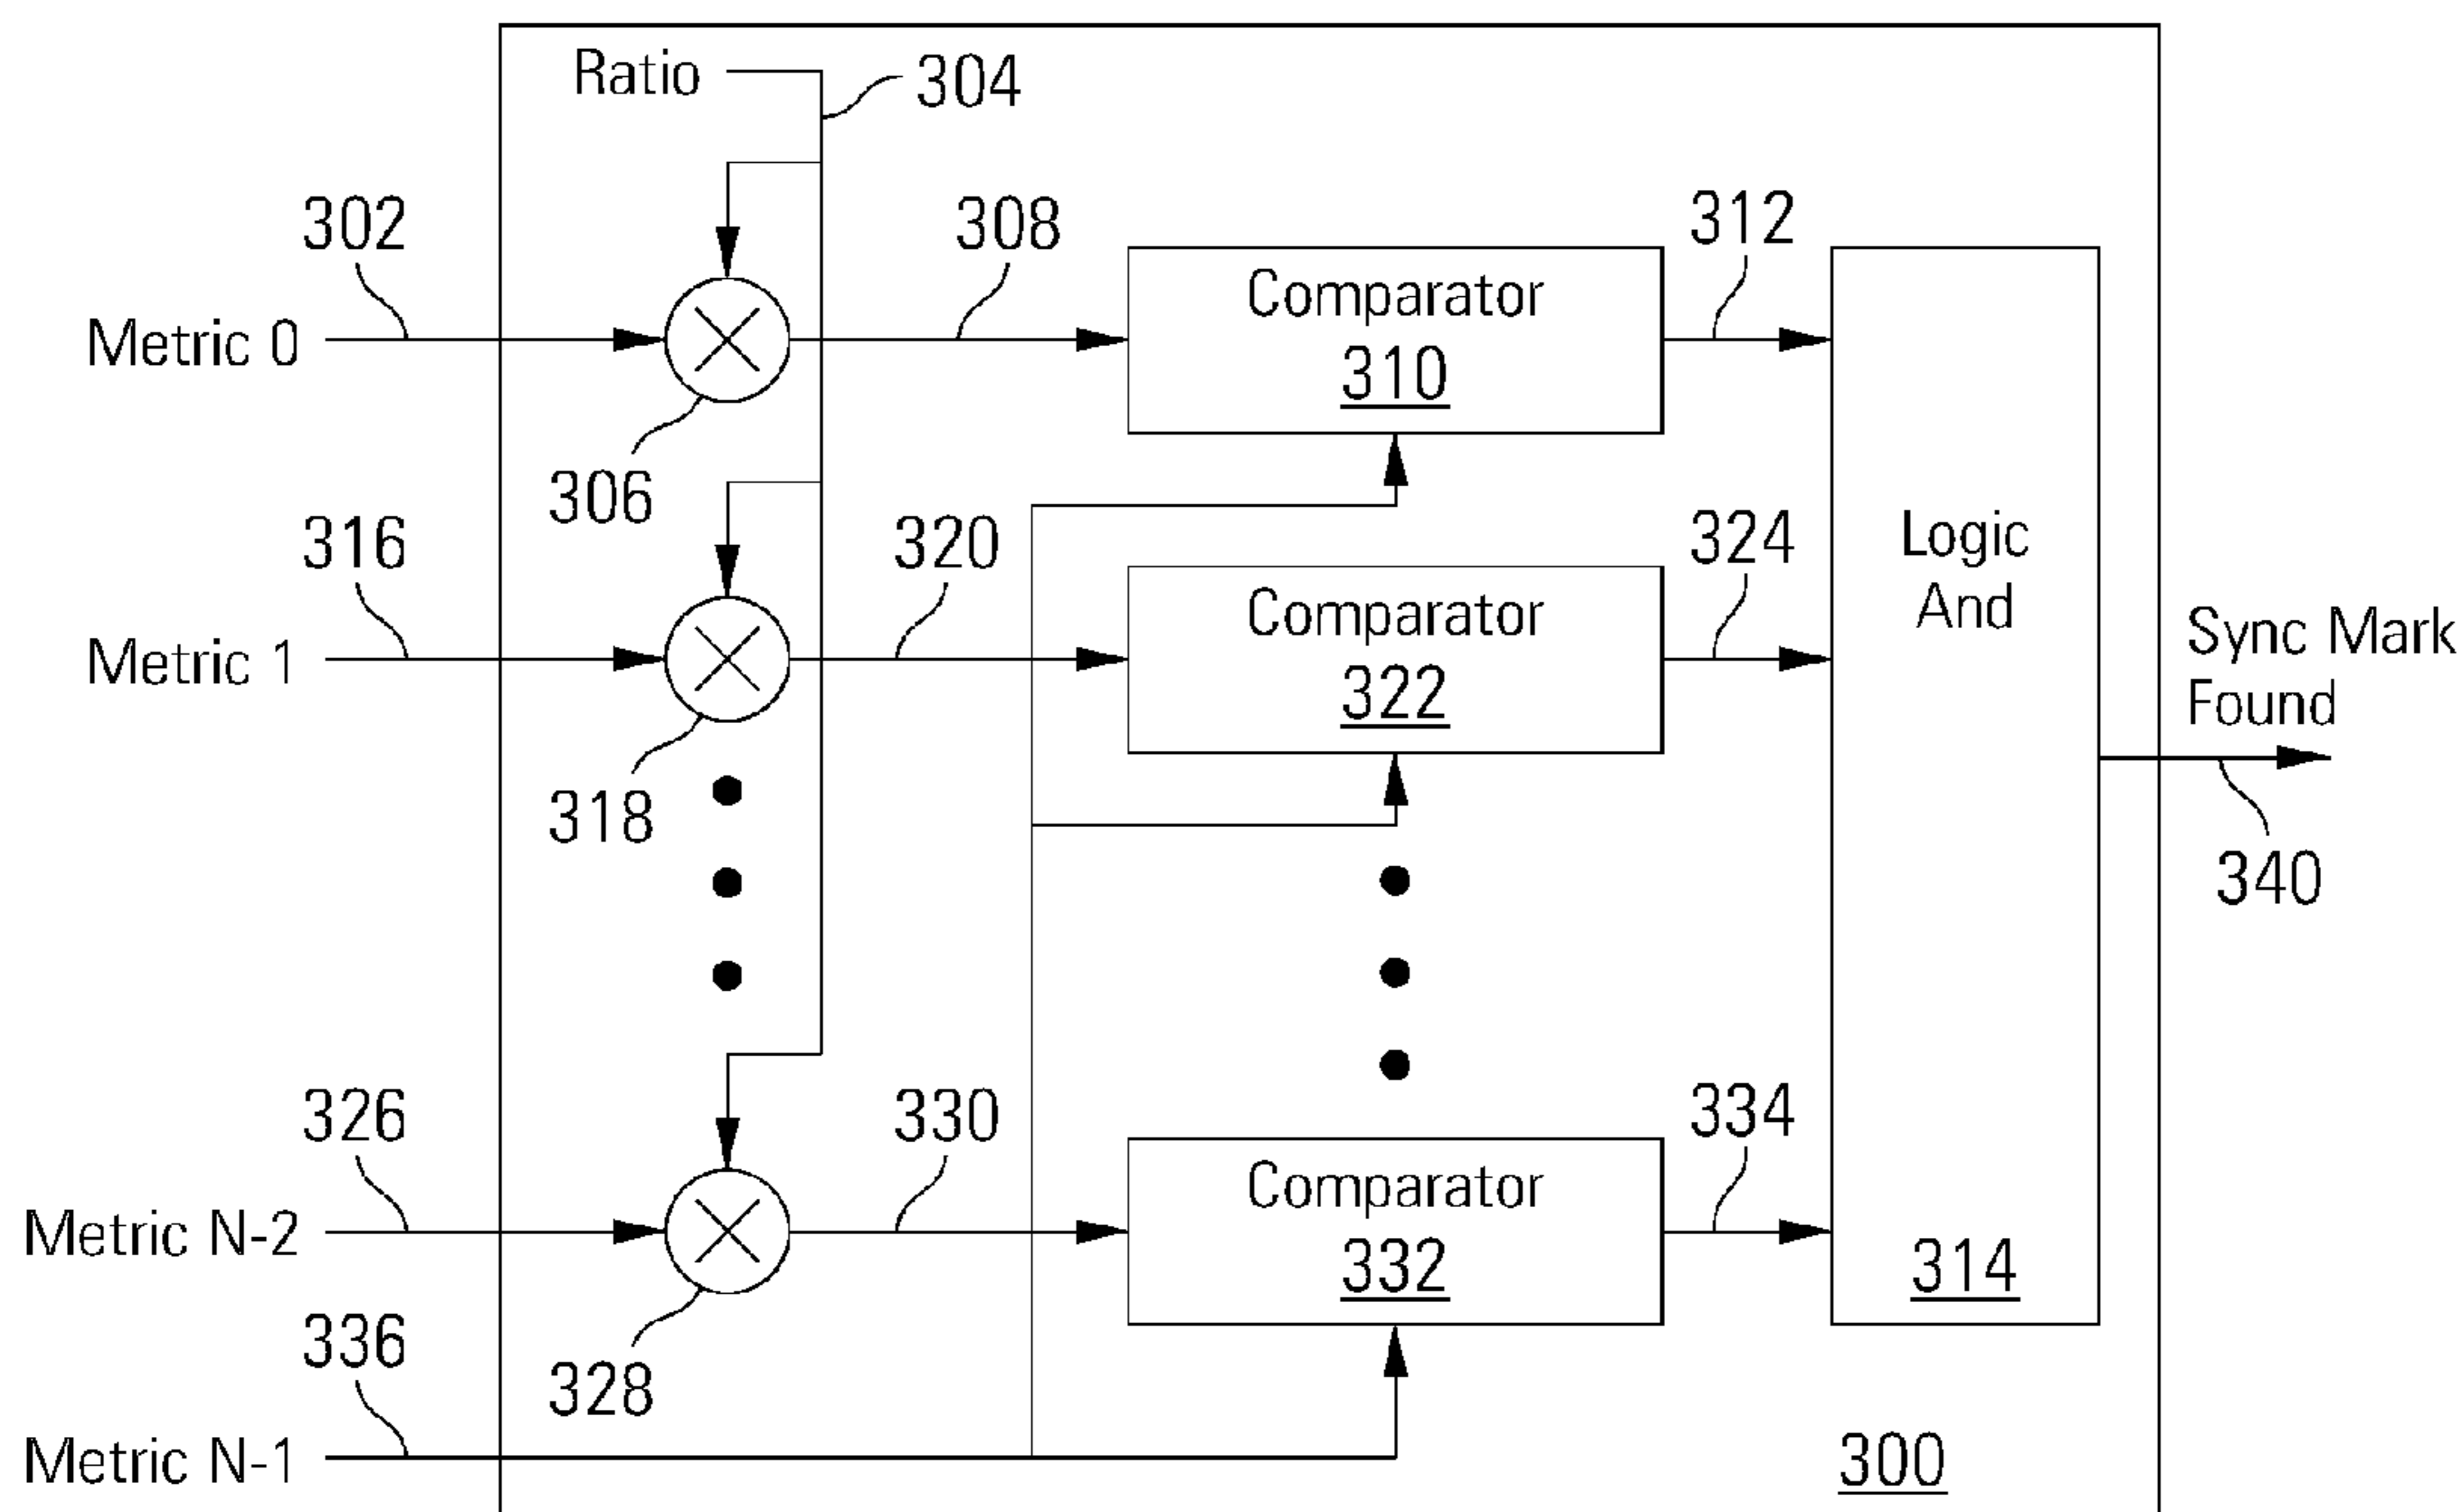 Ratio
304
302
308
312
Metric 0
Comparator
310
306
316
320
324
Logic
And
Metric 1
Comparator
322
Sync Mark
Found
318
340
326
330
334
Metric N-2
Comparator
332
314
336
328
Metric N-1
300